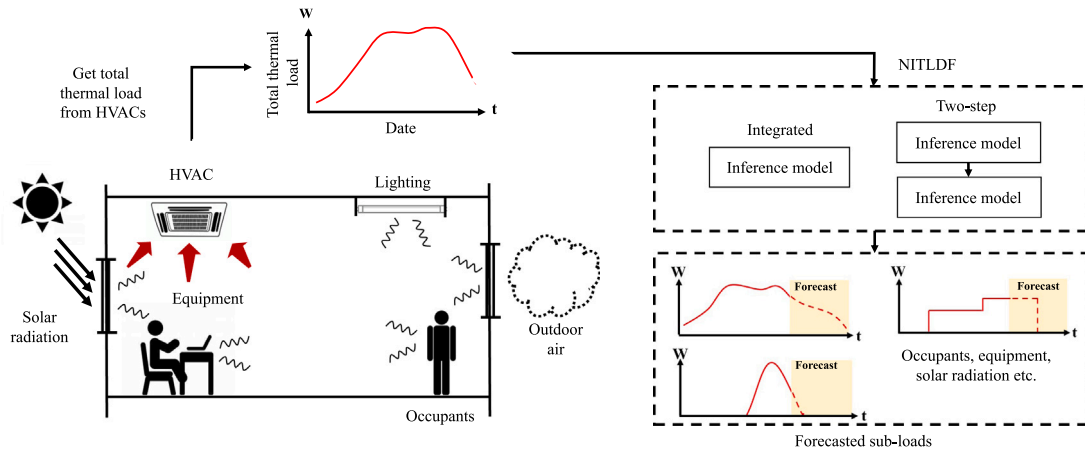 W
Total thermal
load
t
Date
Get total
thermal load
from HVACs
NITLDF
Integrated
Inference model
Two-step
Inference model
Inference model
HVAC
Lighting
Solar
radiation
Equipment
Outdoor
air
Occupants
W
Forecast
t
W
Forecast
t
Occupants, equipment,
solar radiation etc.
W
Forecast
t
Forecasted sub-loads